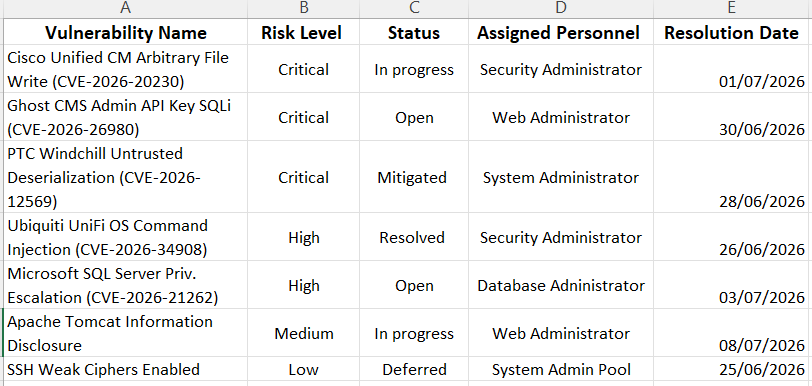 A B C D E
Vulnerability Name Risk Level Status Assigned Personnel Resolution Date
Cisco Unified CM Arbitrary File
Write (CVE-2026-20230) Critical In progress Security Administrator 01/07/2026
Ghost CMS Admin API Key SQLi
(CVE-2026-26980) Critical Open Web Administrator 30/06/2026
PTC Windchill Untrusted
Deserialization (CVE-2026-
12569) Critical Mitigated System Administrator 28/06/2026
Ubiquiti UniFi OS Command
Injection (CVE-2026-34908) High Resolved Security Administrator 26/06/2026
Microsoft SQL Server Priv.
Escalation (CVE-2026-21262) High Open Database Adninistrator 03/07/2026
Apache Tomcat Information
Disclosure Medium In progress Web Administrator 08/07/2026
SSH Weak Ciphers Enabled Low Deferred System Admin Pool 25/06/2026